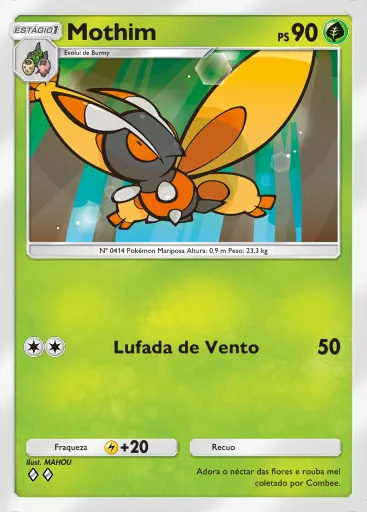 ESTÁGIO 1
Mothim
PS 90
Evolui de Burmy
Nº 0414 Pokémon Mariposa Altura: 0,9 m Peso: 23,3 kg
Lufada de Vento 50
Fraqueza +20
Recuo
Ilust. MAHOU
Adora o néctar das flores e rouba mel
coletado por Combee.